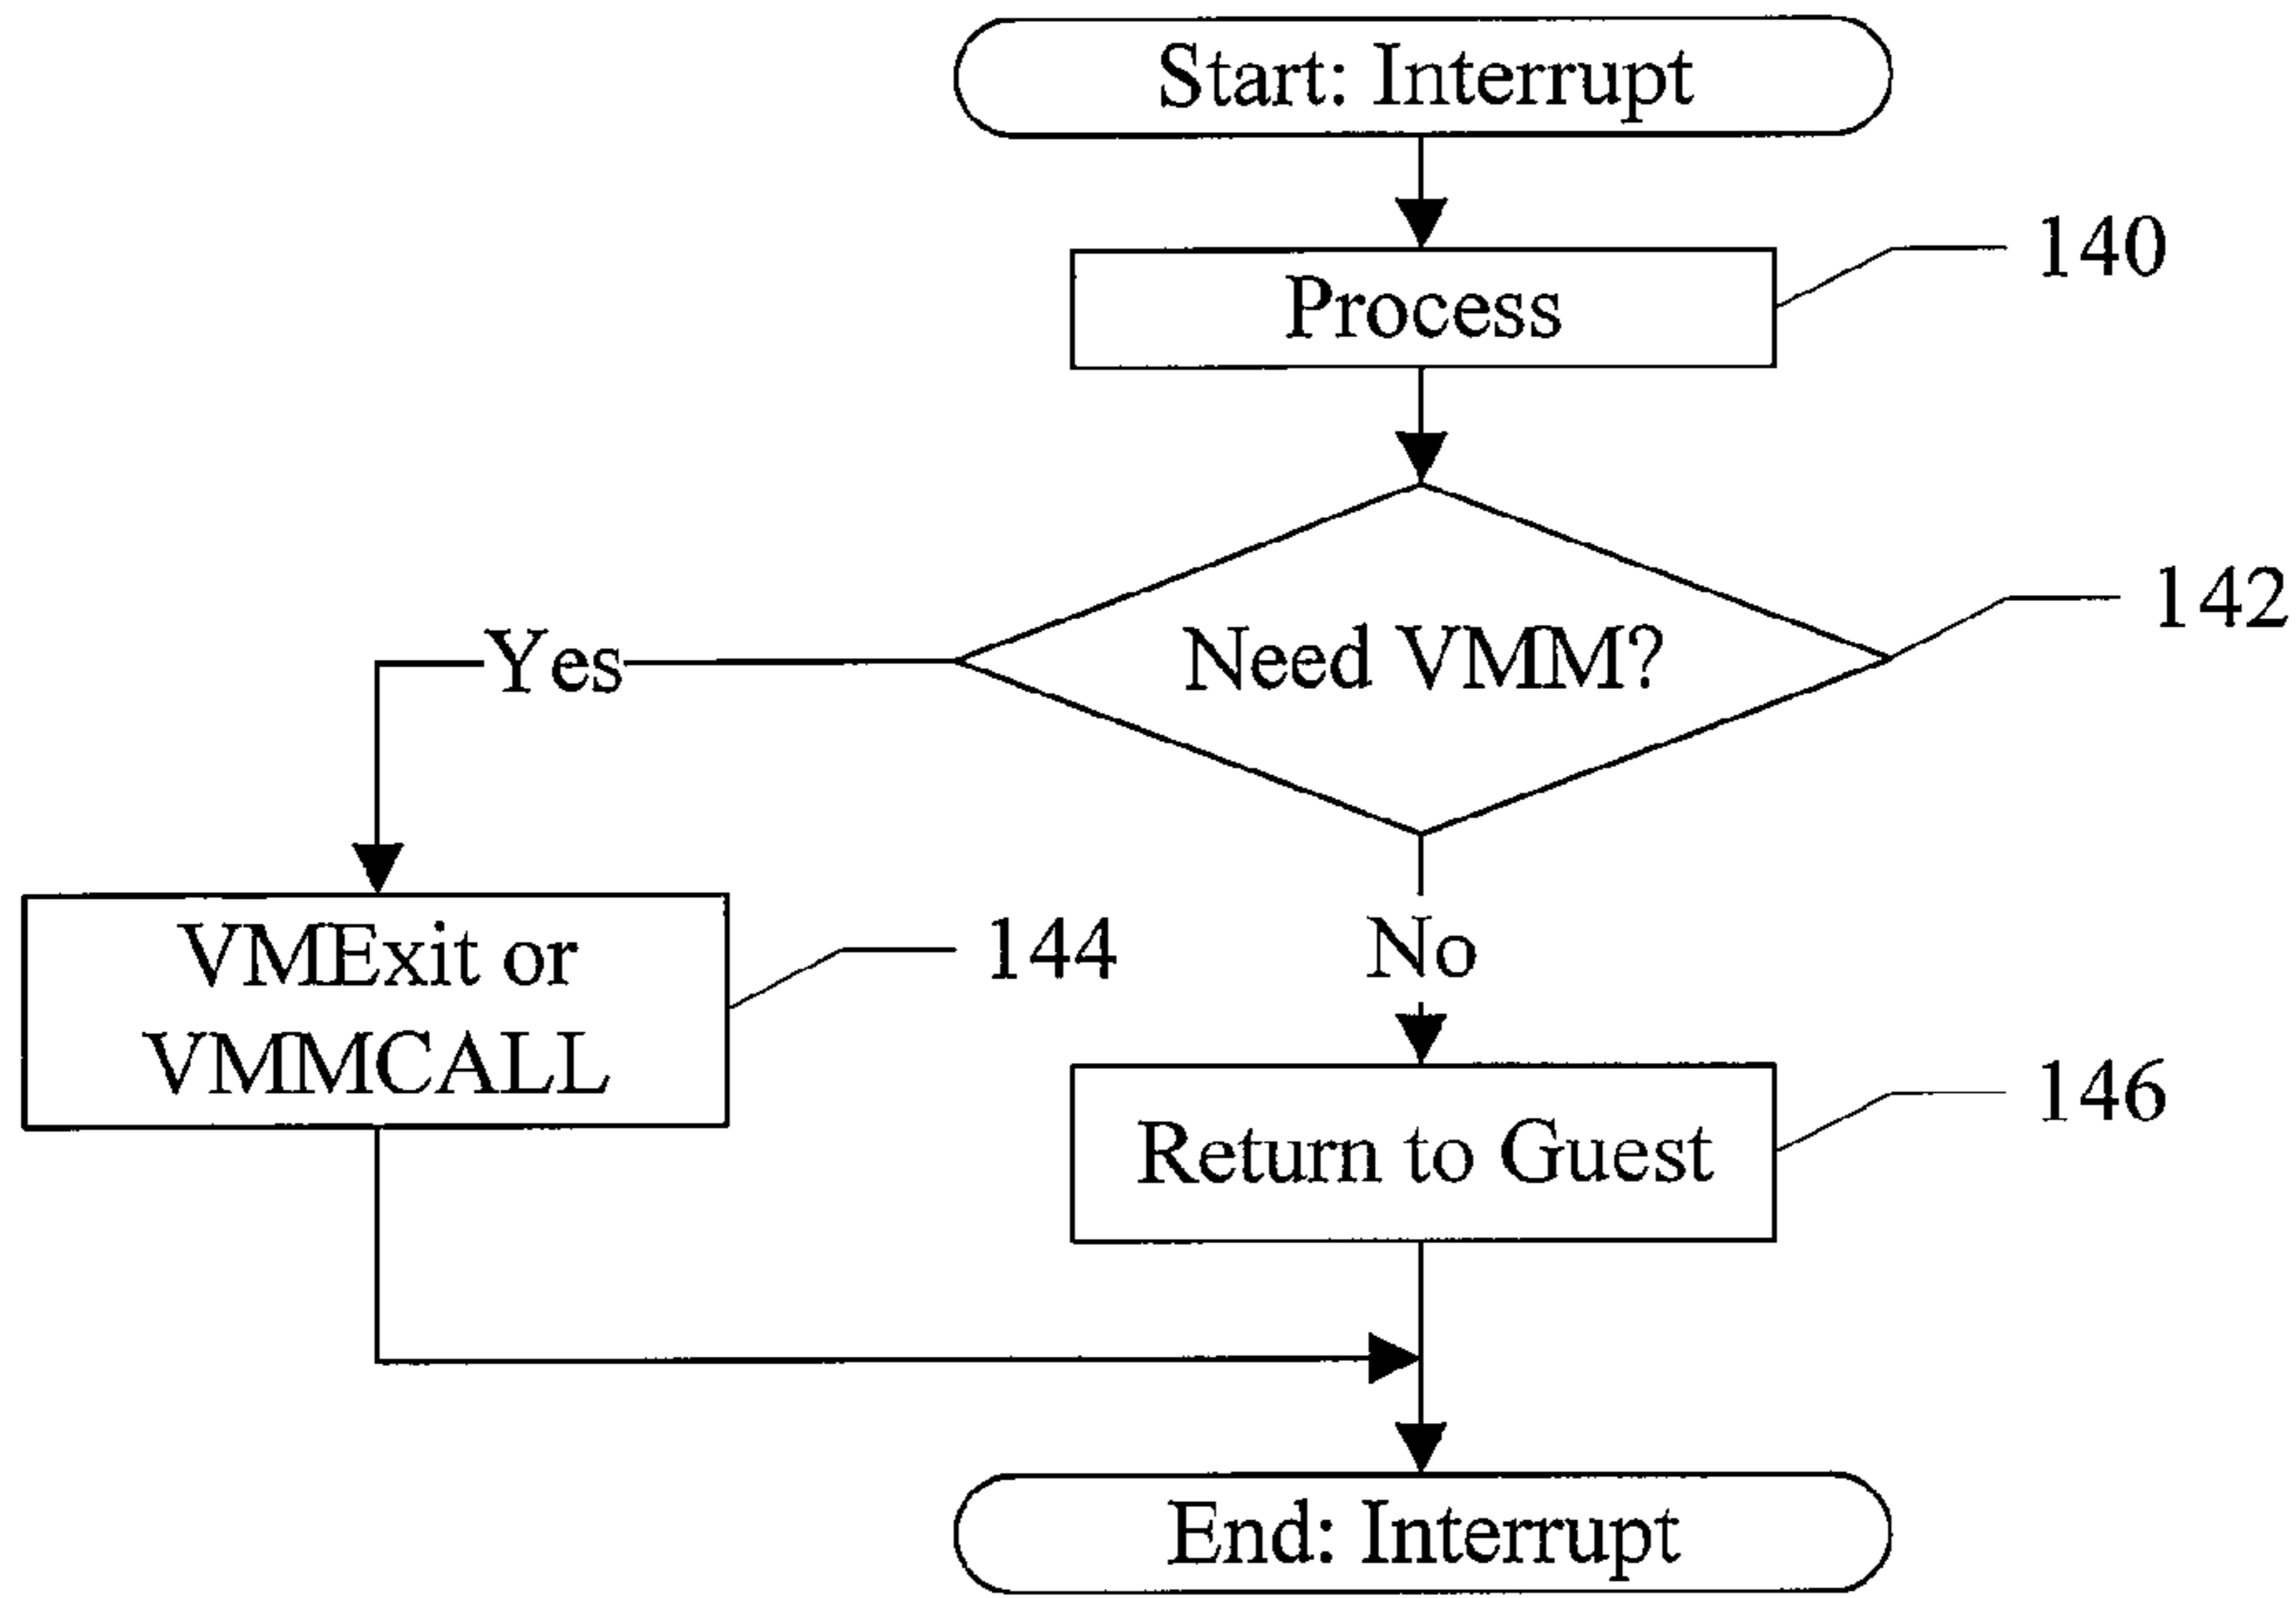 Start: Interrupt
Process
140
Need VMM?
142
Yes
No
VMExit or
VMMCALL
144
Return to Guest
146
End: Interrupt